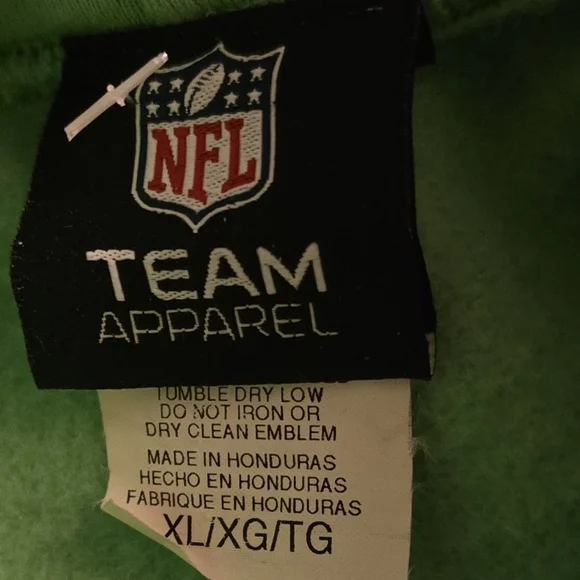 NFL
TEAM
APPAREL
TUMBLE DRY LOW
DO NOT IRON OR
DRY CLEAN EMBLEM
MADE IN HONDURAS
HECHO EN HONDURAS
FABRIQUE EN HONDURAS
XL/XG/TG